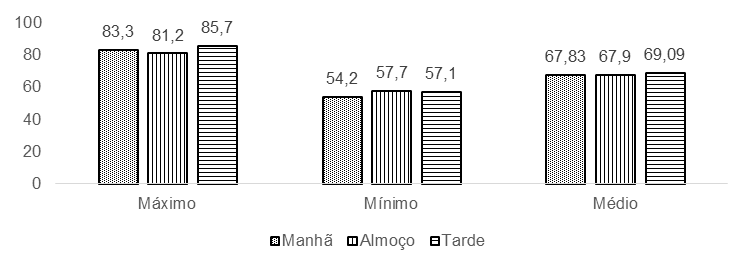 100
80
60
40
20
0
83,3 81,2 85,7
54,2 57,7 57,1
67,83 67,9 69,09
Máximo Mínimo Médio
Manhã Almoço Tarde